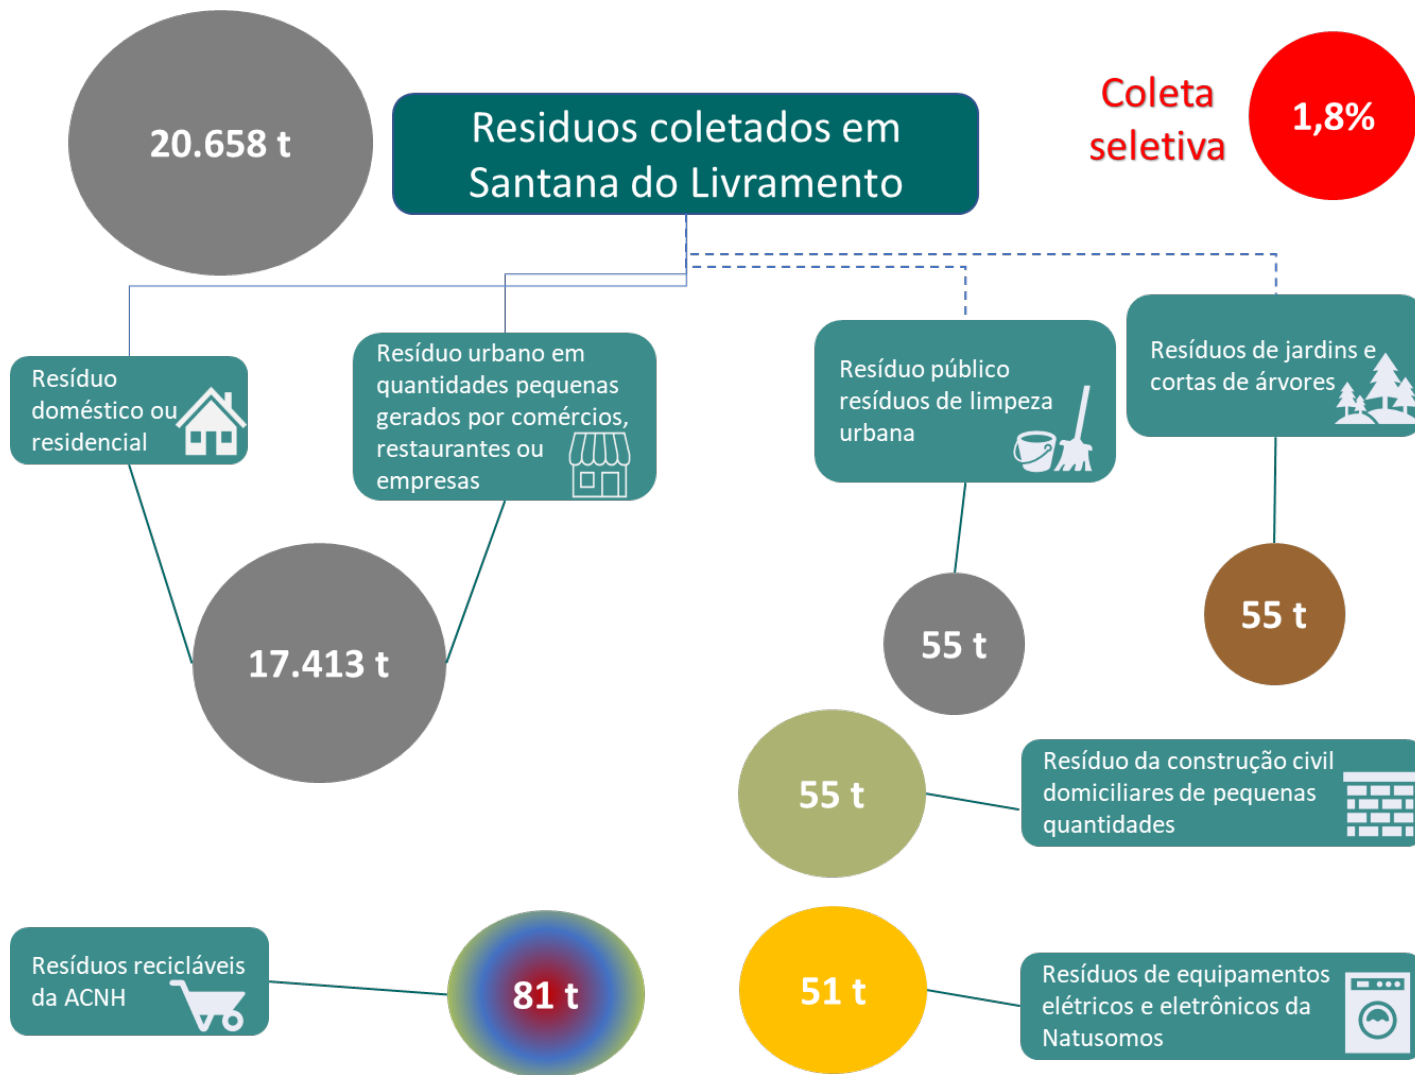 20.658 t
Residuos coletados em
Santana do Livramento
Coleta
seletiva
1,8%
Resíduo
doméstico ou
residencial
Resíduo urbano em
quantidades pequenas
gerados por comércios,
restaurantes ou
empresas
Resíduo público
resíduos de limpeza
urbana
Resíduos de jardins e
cortas de árvores
17.413 t
55 t
55 t
55 t
Resíduo da construção civil
domiciliares de pequenas
quantidades
Resíduos recicláveis
da ACNH
81 t
51 t
Resíduos de equipamentos
elétricos e eletrônicos da
Natusomos